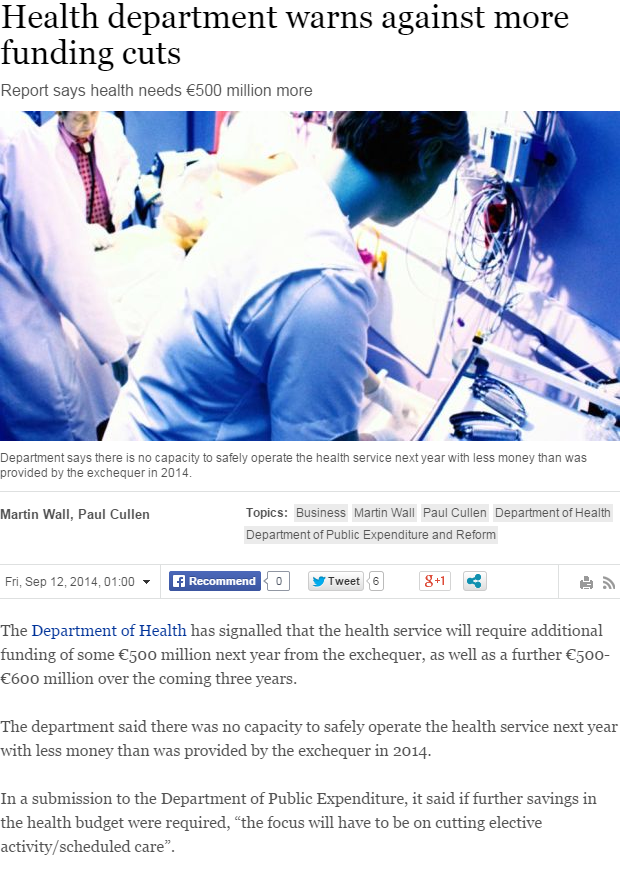 Health department warns against more
funding cuts
Report says health needs €500 million more
Department says there is no capacity to safely operate the health service next year with less money than was
provided by the exchequer in 2014.
Martin Wall, Paul Cullen
Topics: Business Martin Wall Paul Cullen Department of Health
Department of Public Expenditure and Reform
Fri, Sep 12, 2014, 01:00 Recommend 0 Tweet 6 g+1
The Department of Health has signalled that the health service will require additional
funding of some €500 million next year from the exchequer, as well as a further €500-
€600 million over the coming three years.
The department said there was no capacity to safely operate the health service next year
with less money than was provided by the exchequer in 2014.
In a submission to the Department of Public Expenditure, it said if further savings in
the health budget were required, “the focus will have to be on cutting elective
activity/scheduled care”.